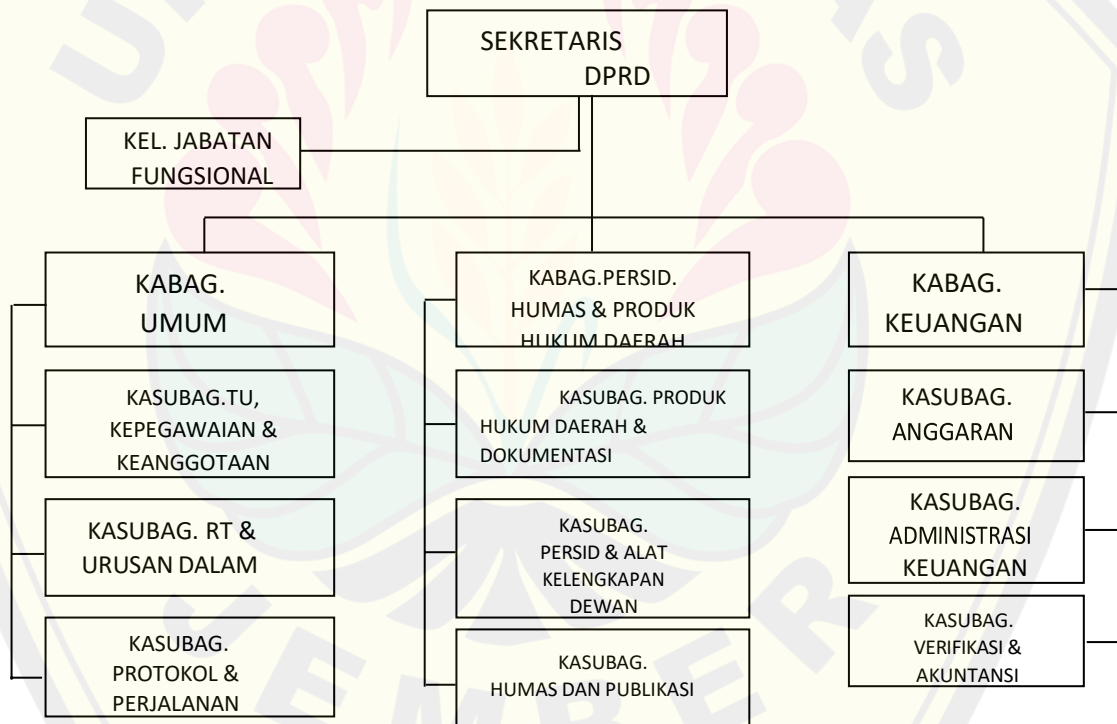 SEKRETARIS
DPRD
KEL. JABATAN
FUNGSIONAL
KABAG.
UMUM
KABAG.PERSID.
HUMAS & PRODUK
HUKUM DAERAH
KABAG.
KEUANGAN
KASUBAG.TU,
KEPEGAWAIAN &
KEANGGOTAAN
KASUBAG. PRODUK
HUKUM DAERAH &
DOKUMENTASI
KASUBAG.
ANGGARAN
KASUBAG. RT &
URUSAN DALAM
KASUBAG.
PERSID & ALAT
KELENGKAPAN
DEWAN
KASUBAG.
ADMINISTRASI
KEUANGAN
KASUBAG.
PROTOKOL &
PERJALANAN
KASUBAG.
HUMAS DAN PUBLIKASI
KASUBAG.
VERIFIKASI &
AKUNTANSI
JEMBER